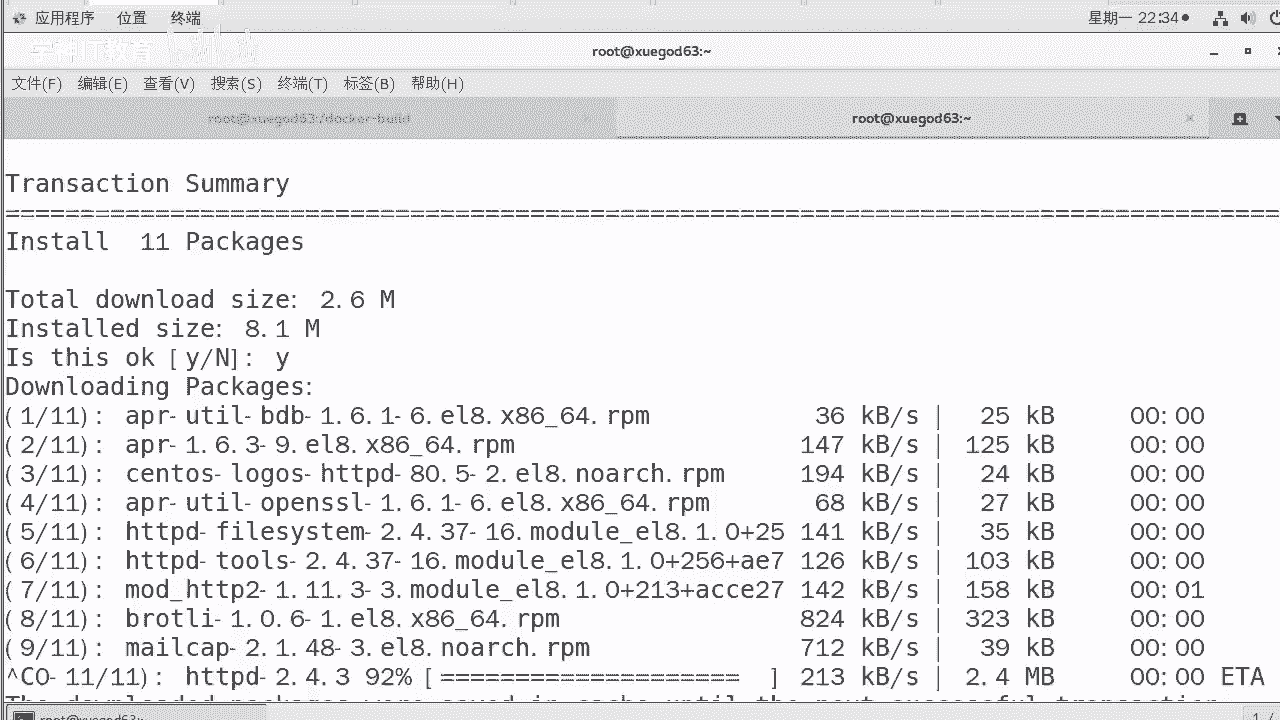 应用程序 位置 终端 星期一 22:34
root@xuegod63:~
文件(F) 编辑(E) 查看(V) 搜索(S) 终端(T) 标签(B) 帮助(H)
root@xuegod63:/docker-build root@xuegod63:~
Transaction Summary
================================================================================
Install  11 Packages
Total download size: 2.6 M
Installed size: 8.1 M
Is this ok [y/N]: y
Downloading Packages:
(1/11): apr-util-bdb-1.6.1-6.el8.x86_64.rpm 36 kB/s | 25 kB 00:00
(2/11): apr-1.6.3-9.el8.x86_64.rpm 147 kB/s | 125 kB 00:00
(3/11): centos-logos-httpd-80.5-2.el8.noarch.rpm 194 kB/s | 24 kB 00:00
(4/11): apr-util-openssl-1.6.1-6.el8.x86_64.rpm 68 kB/s | 27 kB 00:00
(5/11): httpd-filesystem-2.4.37-16.module_el8.1.0+25 141 kB/s | 35 kB 00:00
(6/11): httpd-tools-2.4.37-16.module_el8.1.0+256+ae7 126 kB/s | 103 kB 00:00
(7/11): mod_http2-1.11.3-3.module_el8.1.0+213+acce27 142 kB/s | 158 kB 00:01
(8/11): brotli-1.0.6-1.el8.x86_64.rpm 824 kB/s | 323 kB 00:00
(9/11): mailcap-2.1.48-3.el8.noarch.rpm 712 kB/s | 39 kB 00:00
^CO-11/11): httpd-2.4.3 92% [==================== ] 213 kB/s | 2.4 MB 00:00 ETA
root@xuegod63:~